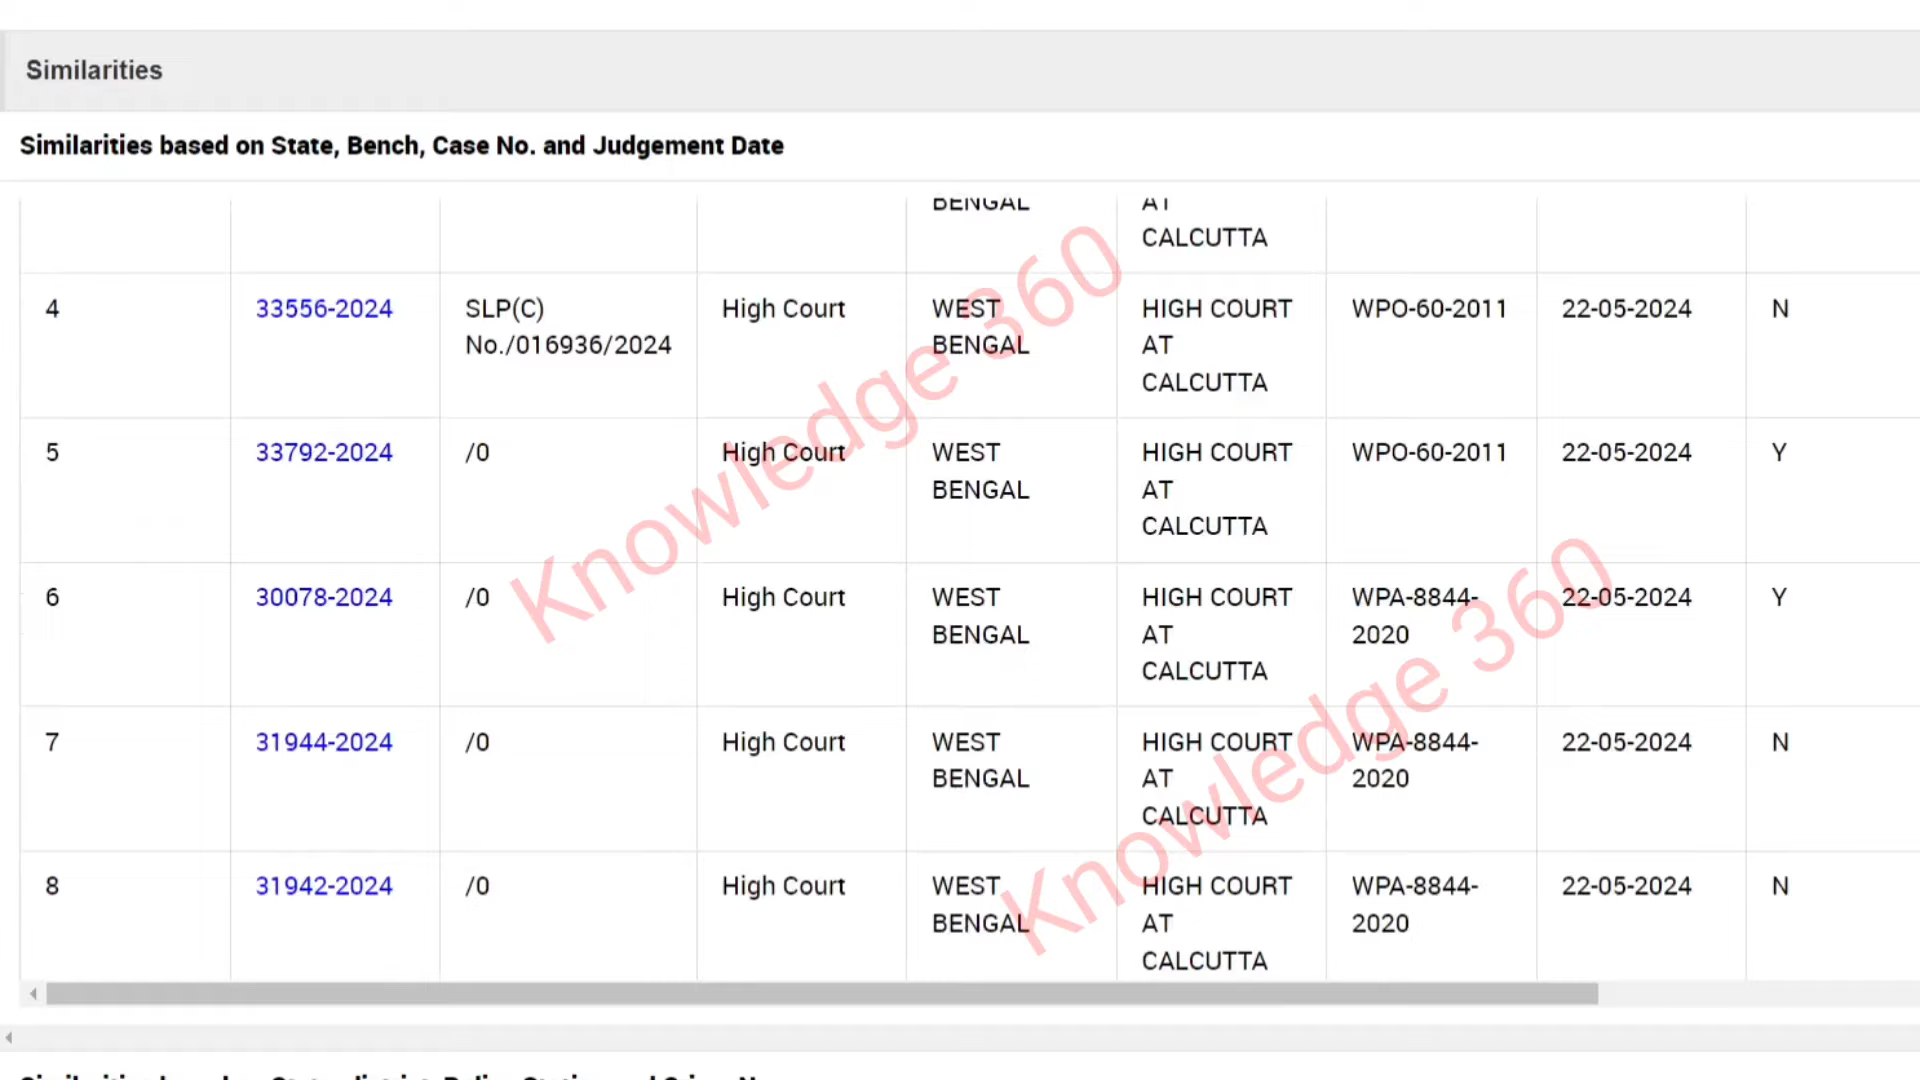 Similarities
Similarities based on State, Bench, Case No. and Judgement Date
BENGAL AT
CALCUTTA
4 33556-2024 SLP(C) High Court WEST HIGH COURT WPO-60-2011 22-05-2024 N
No./016936/2024 BENGAL AT
CALCUTTA
5 33792-2024 /0 High Court WEST HIGH COURT WPO-60-2011 22-05-2024 Y
BENGAL AT
CALCUTTA
6 30078-2024 /0 High Court WEST HIGH COURT WPA-8844- 22-05-2024 Y
BENGAL AT 2020
CALCUTTA
7 31944-2024 /0 High Court WEST HIGH COURT WPA-8844- 22-05-2024 N
BENGAL AT 2020
CALCUTTA
8 31942-2024 /0 High Court WEST HIGH COURT WPA-8844- 22-05-2024 N
BENGAL AT 2020
CALCUTTA
Knowledge 360
Knowledge 360